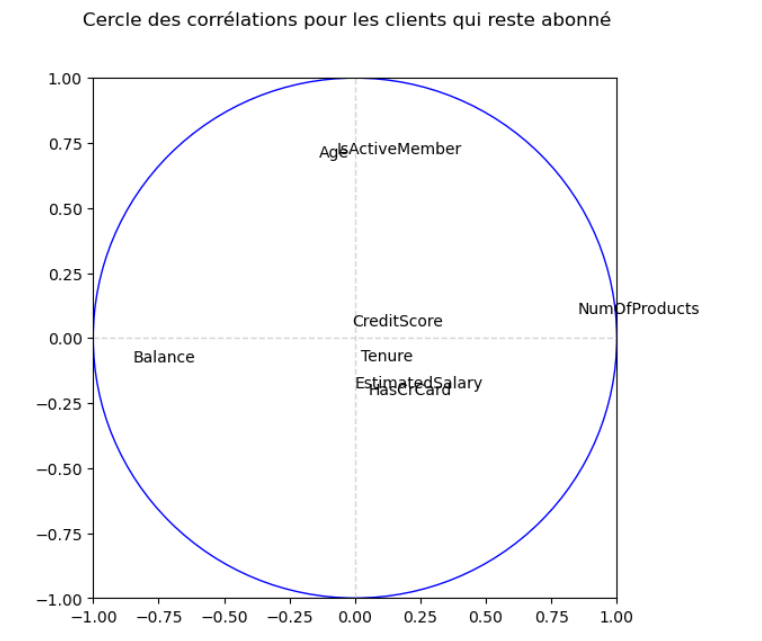 Cercle des corrélations pour les clients qui reste abonné
1.00
0.75
Age
IsActiveMember
0.50
0.25
NumOfProducts
CreditScore
0.00
Balance
Tenure
EstimatedSalary
HasCrCard
−0.25
−0.50
−0.75
−1.00
−1.00 −0.75 −0.50 −0.25 0.00 0.25 0.50 0.75 1.00